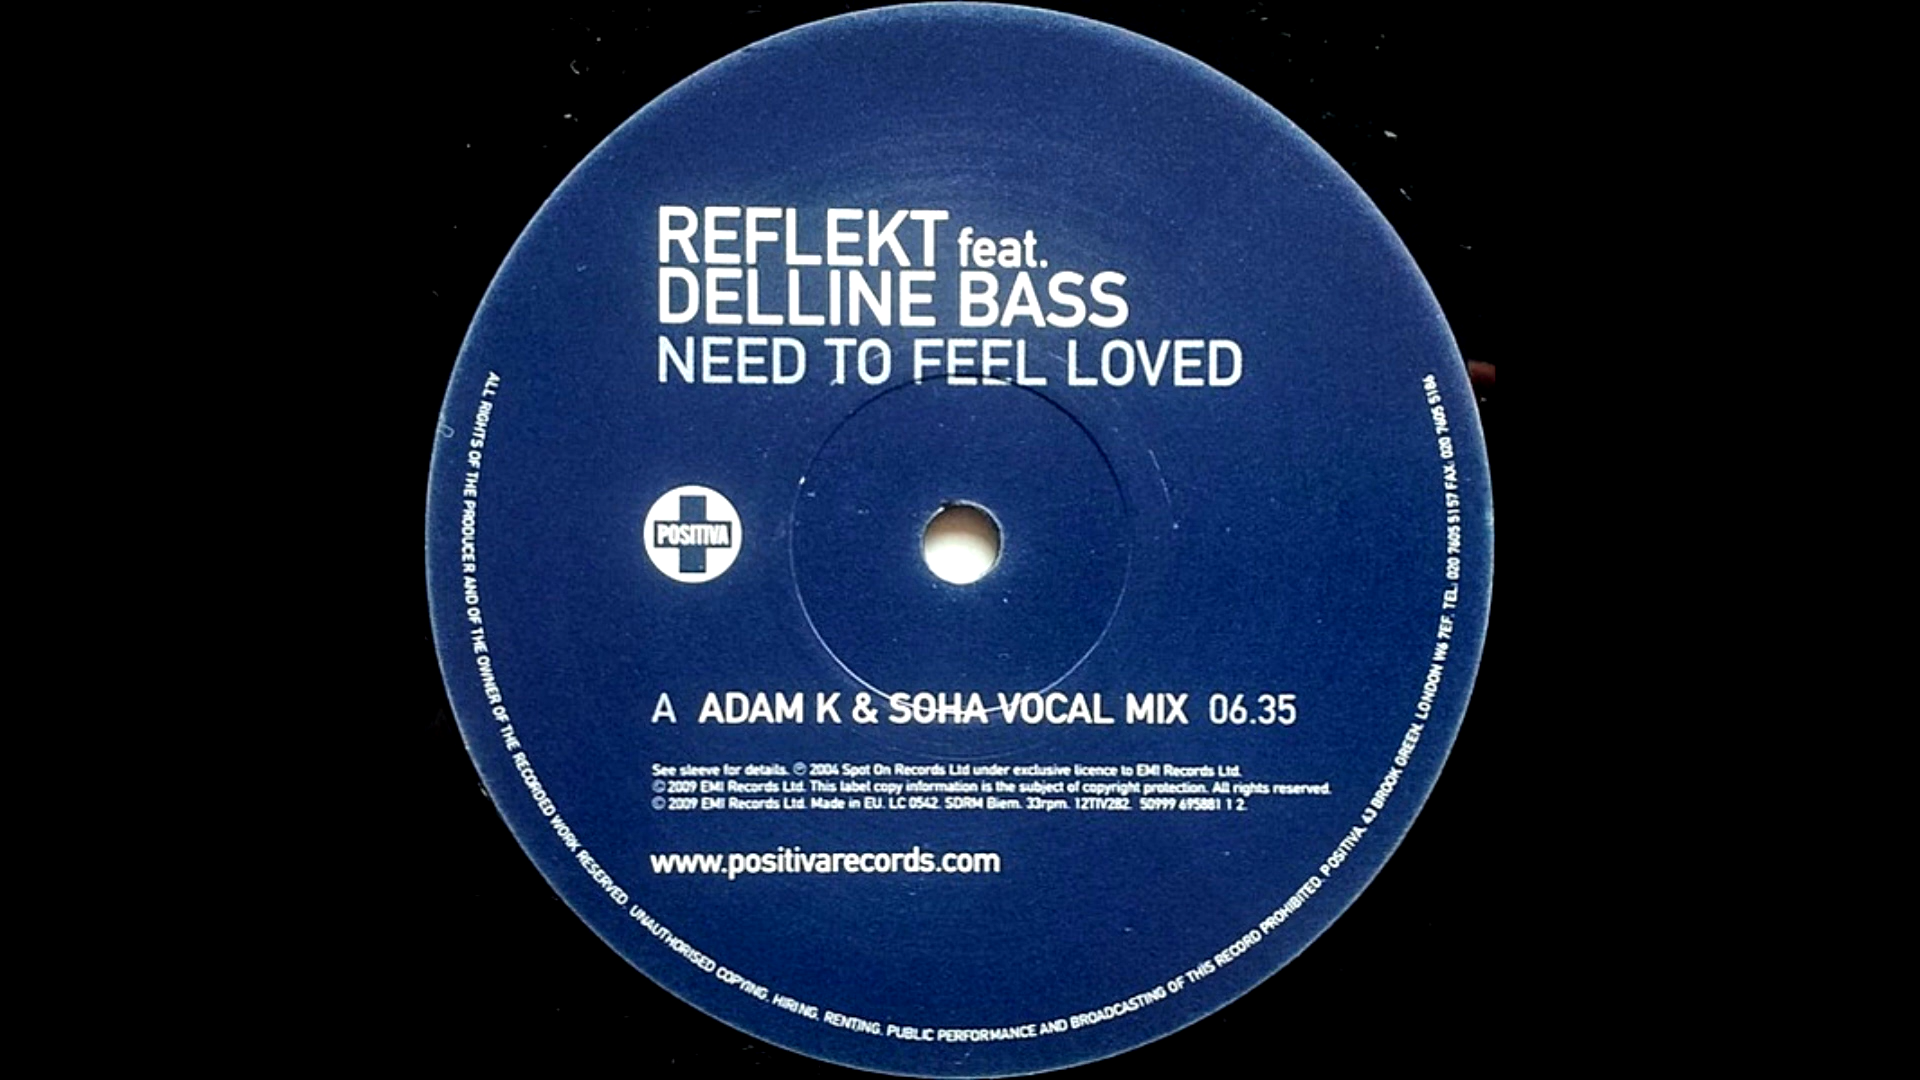 REFLEKT feat.
DELLINE BASS
NEED TO FEEL LOVED
POSITIVA
A ADAM K & SOHA VOCAL MIX 06.35
See sleeve for details. ℗ 2004 Spot On Records Ltd under exclusive licence to EMI Records Ltd.
© 2009 EMI Records Ltd. This label copy information is the subject of copyright protection. All rights reserved.
© 2009 EMI Records Ltd. Made in EU. LC 0542. SDRM Biem. 33rpm. 12TIV282. 50999 695881 1 2.
www.positivarecords.com
ALL RIGHTS OF THE PRODUCER AND OF THE OWNER OF THE RECORDED WORK RESERVED. UNAUTHORISED COPYING, HIRING, RENTING, PUBLIC PERFORMANCE AND BROADCASTING OF THIS RECORD PROHIBITED. POSITIVA, 43 BROOK GREEN, LONDON W6 7EF. TEL. 020 7605 5157 FAX. 020 7605 5186